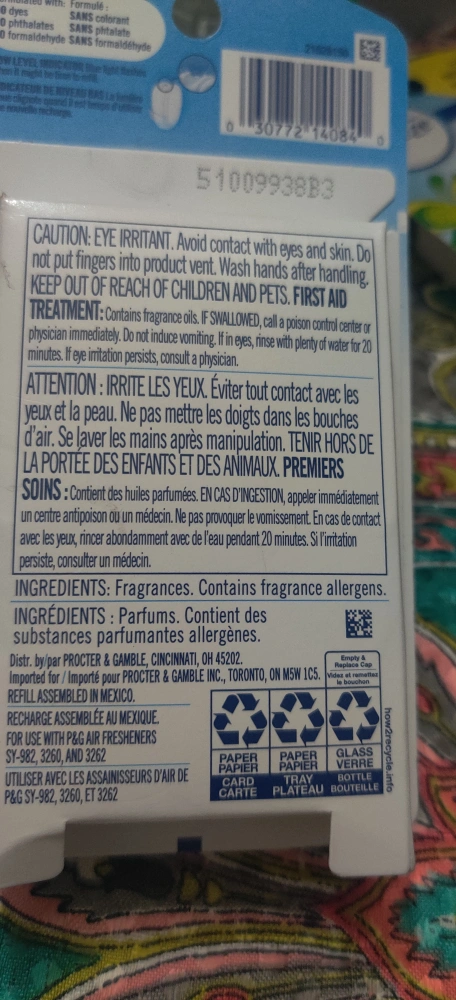 Formulé :
0 dyes SANS colorant
0 phthalates SANS phtalate
0 formaldehyde SANS formaldéhyde
0 30772 14084 0
51009938B3
CAUTION: EYE IRRITANT. Avoid contact with eyes and skin. Do
not put fingers into product vent. Wash hands after handling.
KEEP OUT OF REACH OF CHILDREN AND PETS. FIRST AID
TREATMENT: Contains fragrance oils. IF SWALLOWED, call a poison control center or
physician immediately. Do not induce vomiting. If in eyes, rinse with plenty of water for 20
minutes. If eye irritation persists, consult a physician.
ATTENTION : IRRITE LES YEUX. Éviter tout contact avec les
yeux et la peau. Ne pas mettre les doigts dans les bouches
d'air. Se laver les mains après manipulation. TENIR HORS DE
LA PORTÉE DES ENFANTS ET DES ANIMAUX. PREMIERS
SOINS : Contient des huiles parfumées. EN CAS D'INGESTION, appeler immédiatement
un centre antipoison ou un médecin. Ne pas provoquer le vomissement. En cas de contact
avec les yeux, rincer abondamment avec de l'eau pendant 20 minutes. Si l'irritation
persiste, consulter un médecin.
INGREDIENTS: Fragrances. Contains fragrance allergens.
INGRÉDIENTS : Parfums. Contient des
substances parfumantes allergènes.
Distr. by/par PROCTER & GAMBLE, CINCINNATI, OH 45202.
Imported for / Importé pour PROCTER & GAMBLE INC., TORONTO, ON M5W 1C5.
REFILL ASSEMBLED IN MEXICO.
RECHARGE ASSEMBLÉE AU MEXIQUE.
FOR USE WITH P&G AIR FRESHENERS
SY-982, 3260, AND 3262
UTILISER AVEC LES ASSAINISSEURS D'AIR DE
P&G SY-982, 3260, ET 3262
Empty &
Replace Cap
Videz et remettez
le bouchon
PAPER PAPIER
CARD CARTE
PAPER PAPIER
TRAY PLATEAU
GLASS VERRE
BOTTLE BOUTEILLE
how2recycle.info